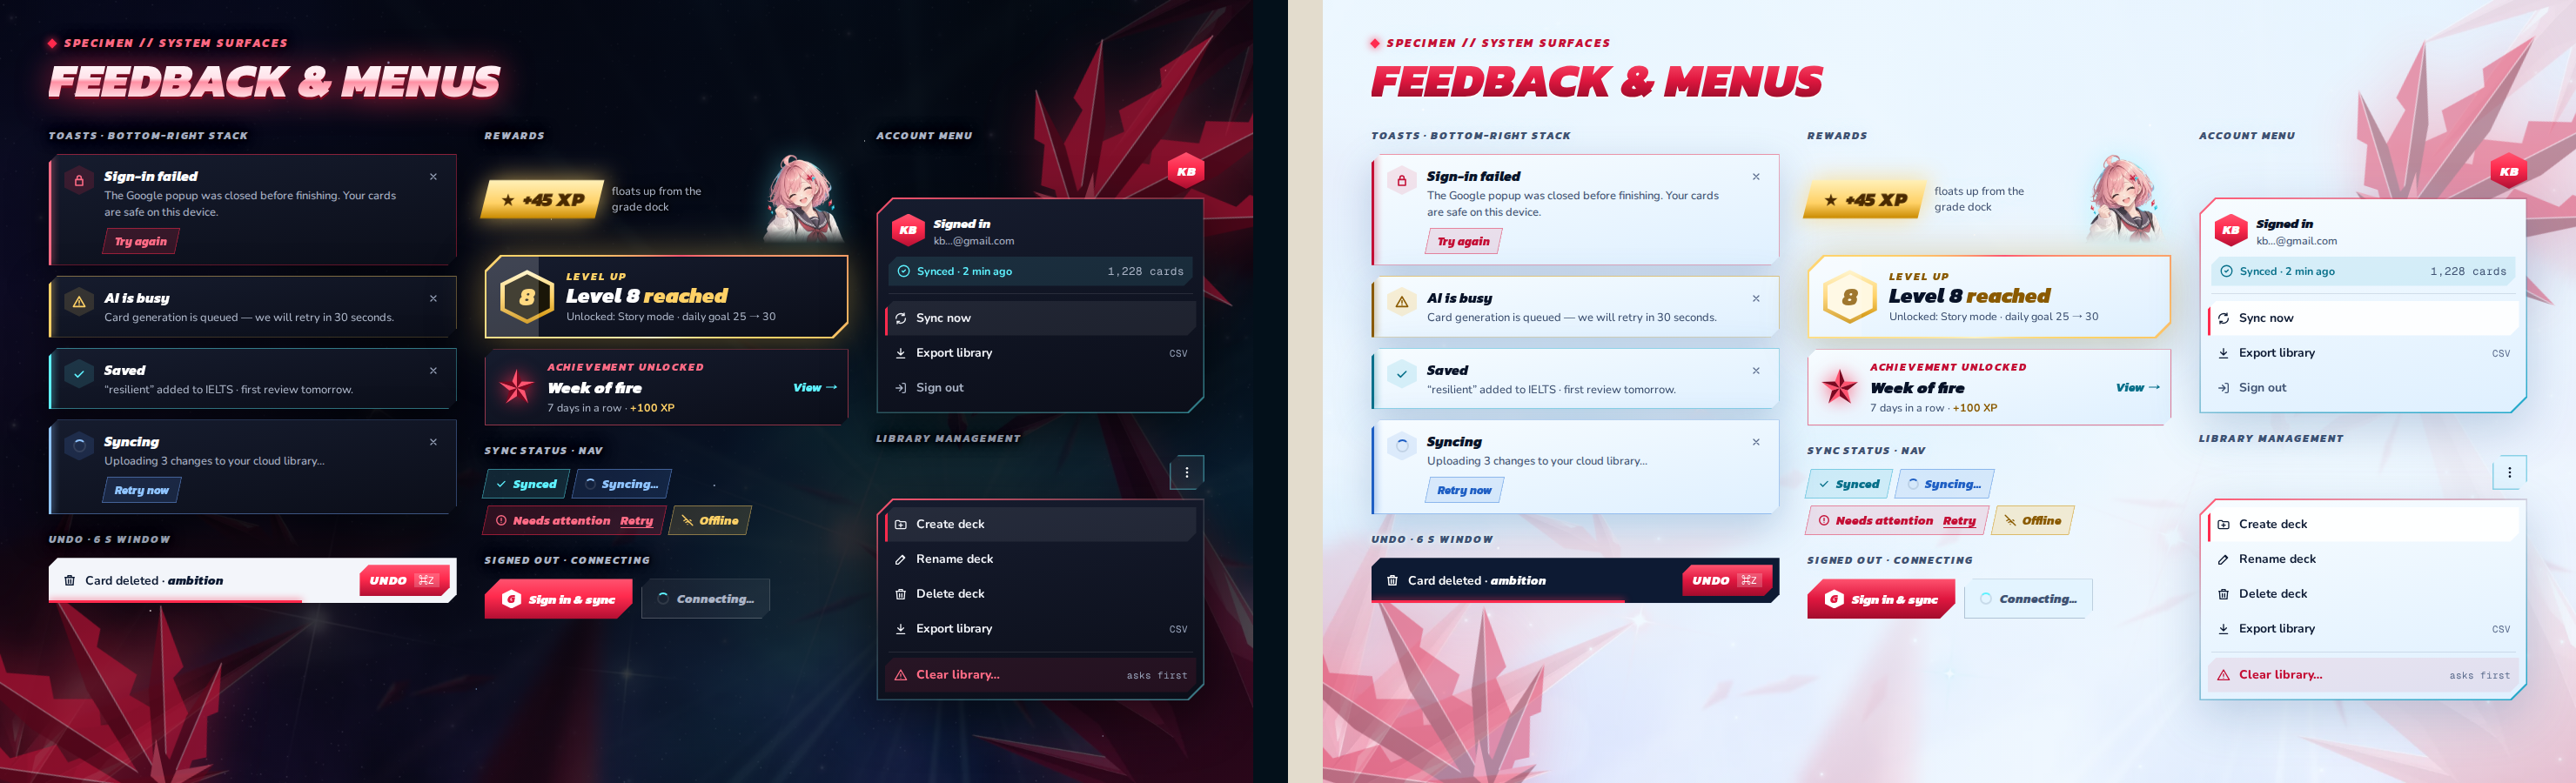 SPECIMEN // SYSTEM SURFACES
FEEDBACK & MENUS
TOASTS · BOTTOM-RIGHT STACK
Sign-in failed
The Google popup was closed before finishing. Your cards
are safe on this device.
Try again
AI is busy
Card generation is queued — we will retry in 30 seconds.
Saved
“resilient” added to IELTS · first review tomorrow.
Syncing
Uploading 3 changes to your cloud library…
Retry now
UNDO · 6 S WINDOW
Card deleted · ambition
UNDO ⌘Z
REWARDS
★ +45 XP
floats up from the
grade dock
8
LEVEL UP
Level 8 reached
Unlocked: Story mode · daily goal 25 → 30
ACHIEVEMENT UNLOCKED
Week of fire
7 days in a row · +100 XP
View →
SYNC STATUS · NAV
Synced
Syncing…
Needs attention Retry
Offline
SIGNED OUT · CONNECTING
G Sign in & sync
Connecting…
ACCOUNT MENU
KB
KB
Signed in
kb…@gmail.com
Synced · 2 min ago 1,228 cards
Sync now
Export library CSV
Sign out
LIBRARY MANAGEMENT
Create deck
Rename deck
Delete deck
Export library CSV
Clear library… asks first
SPECIMEN // SYSTEM SURFACES
FEEDBACK & MENUS
TOASTS · BOTTOM-RIGHT STACK
Sign-in failed
The Google popup was closed before finishing. Your cards
are safe on this device.
Try again
AI is busy
Card generation is queued — we will retry in 30 seconds.
Saved
“resilient” added to IELTS · first review tomorrow.
Syncing
Uploading 3 changes to your cloud library…
Retry now
UNDO · 6 S WINDOW
Card deleted · ambition
UNDO ⌘Z
REWARDS
★ +45 XP
floats up from the
grade dock
8
LEVEL UP
Level 8 reached
Unlocked: Story mode · daily goal 25 → 30
ACHIEVEMENT UNLOCKED
Week of fire
7 days in a row · +100 XP
View →
SYNC STATUS · NAV
Synced
Syncing…
Needs attention Retry
Offline
SIGNED OUT · CONNECTING
G Sign in & sync
Connecting…
ACCOUNT MENU
KB
KB
Signed in
kb…@gmail.com
Synced · 2 min ago 1,228 cards
Sync now
Export library CSV
Sign out
LIBRARY MANAGEMENT
Create deck
Rename deck
Delete deck
Export library CSV
Clear library… asks first